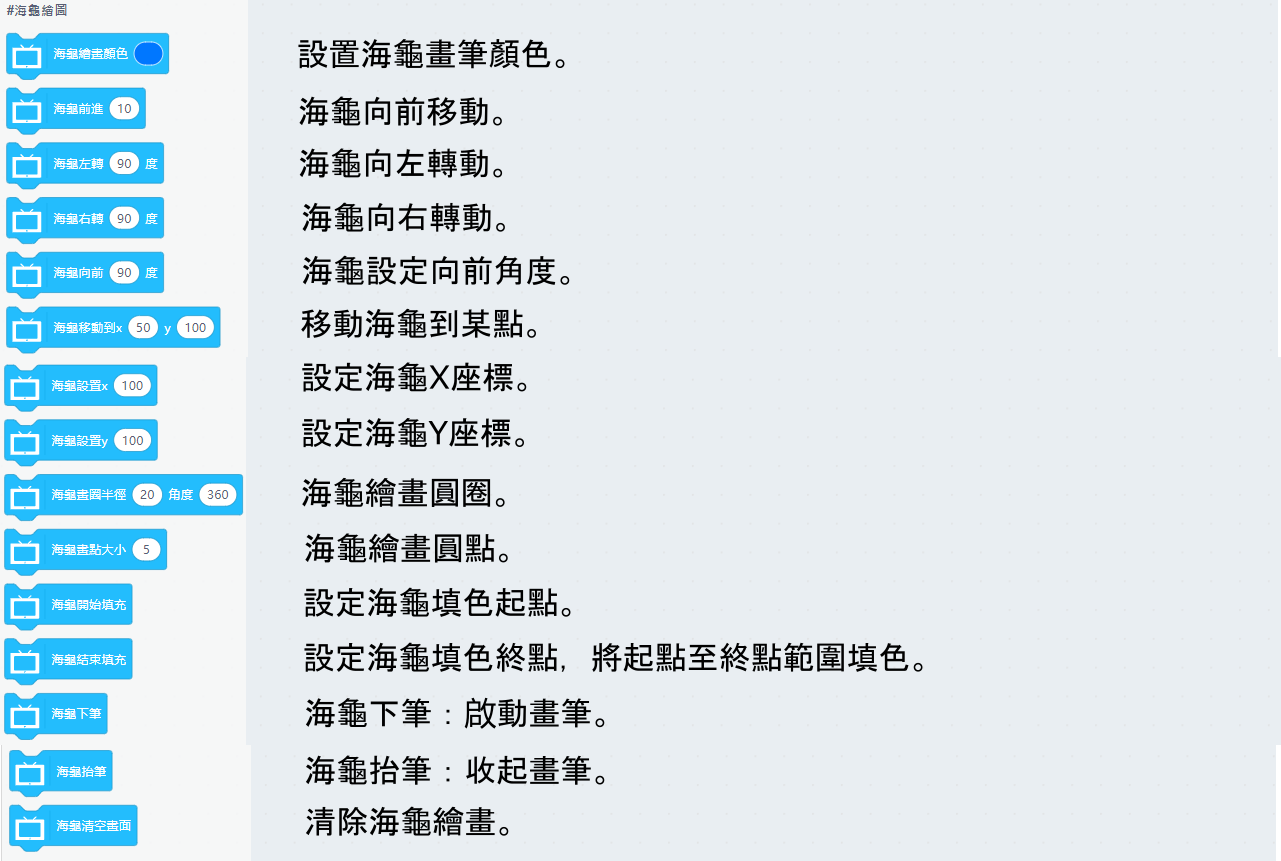 #海龜繪圖
海龜繪畫顏色 設置海龜畫筆顏色。
海龜前進 10 海龜向前移動。
海龜左轉 90 度 海龜向左轉動。
海龜右轉 90 度 海龜向右轉動。
海龜向前 90 度 海龜設定向前角度。
海龜移動到x 50 y 100 移動海龜到某點。
海龜設置x 100 設定海龜X座標。
海龜設置y 100 設定海龜Y座標。
海龜畫圈半徑 20 角度 360 海龜繪畫圓圈。
海龜畫點大小 5 海龜繪畫圓點。
海龜開始填充 設定海龜填色起點。
海龜結束填充 設定海龜填色終點，將起點至終點範圍填色。
海龜下筆 海龜下筆：啟動畫筆。
海龜抬筆 海龜抬筆：收起畫筆。
海龜清空畫面 清除海龜繪畫。